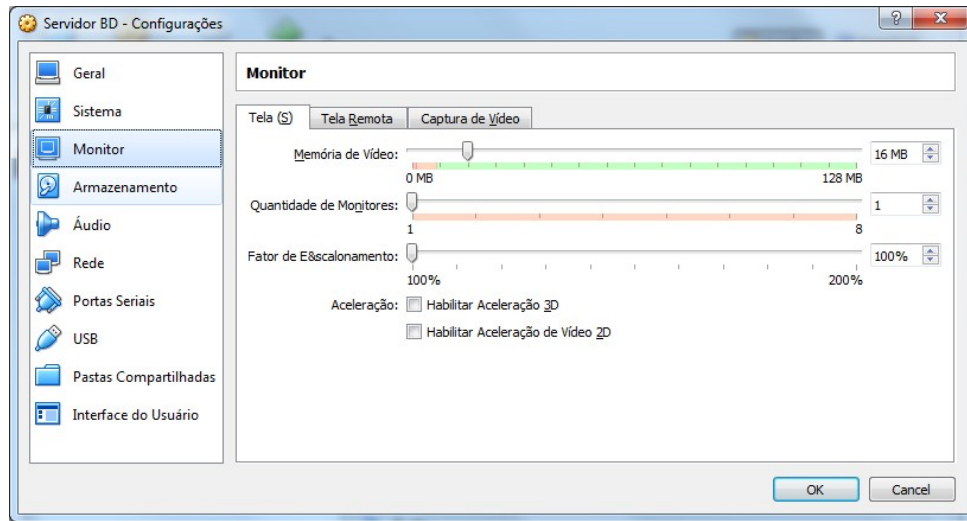 Servidor BD - Configurações
Geral
Sistema
Monitor
Armazenamento
Áudio
Rede
Portas Seriais
USB
Pastas Compartilhadas
Interface do Usuário
Monitor
Tela (S) Tela Remota Captura de Vídeo
Memória de Vídeo: 16 MB
0 MB 128 MB
Quantidade de Monitores: 1
1 8
Fator de E&scalonamento: 100%
100% 200%
Aceleração: Habilitar Aceleração 3D
Habilitar Aceleração de Vídeo 2D
OK Cancel